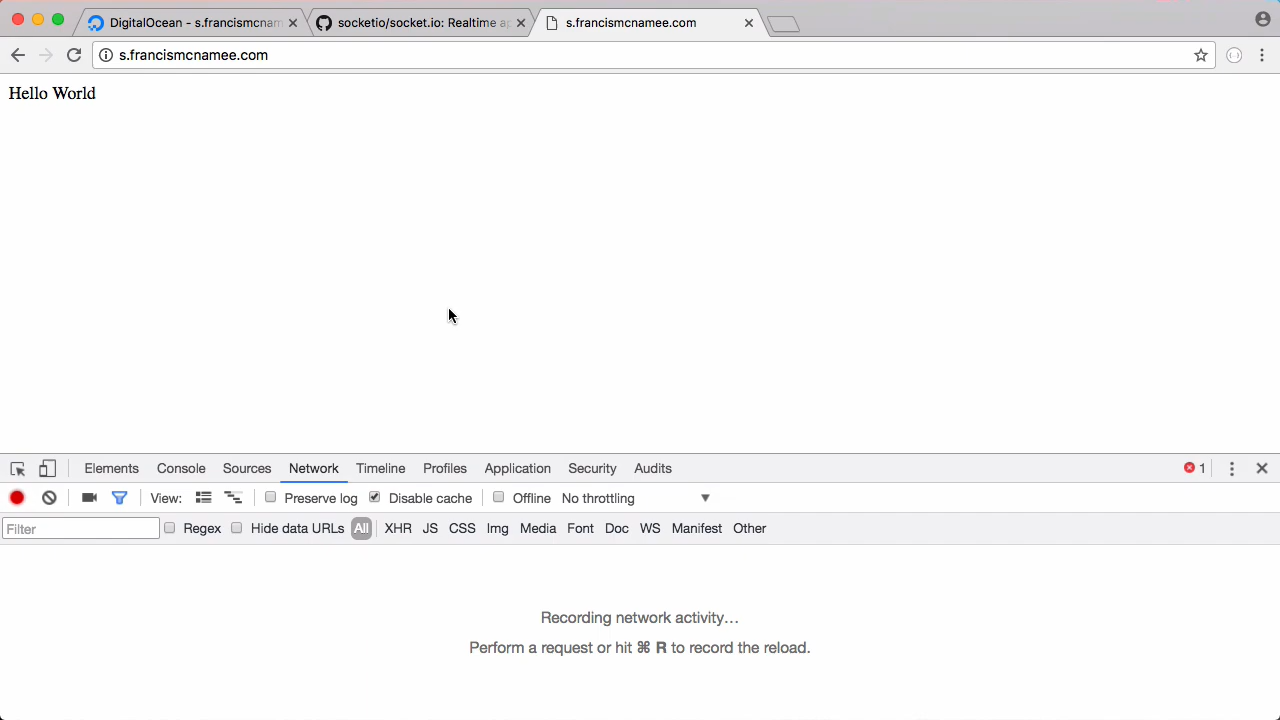 DigitalOcean - s.francismcnam
socketio/socket.io: Realtime ap
s.francismcnamee.com
s.francismcnamee.com
Hello World
Elements Console Sources Network Timeline Profiles Application Security Audits 1
View: Preserve log Disable cache Offline No throttling
Filter Regex Hide data URLs All XHR JS CSS Img Media Font Doc WS Manifest Other
Recording network activity…
Perform a request or hit ⌘ R to record the reload.